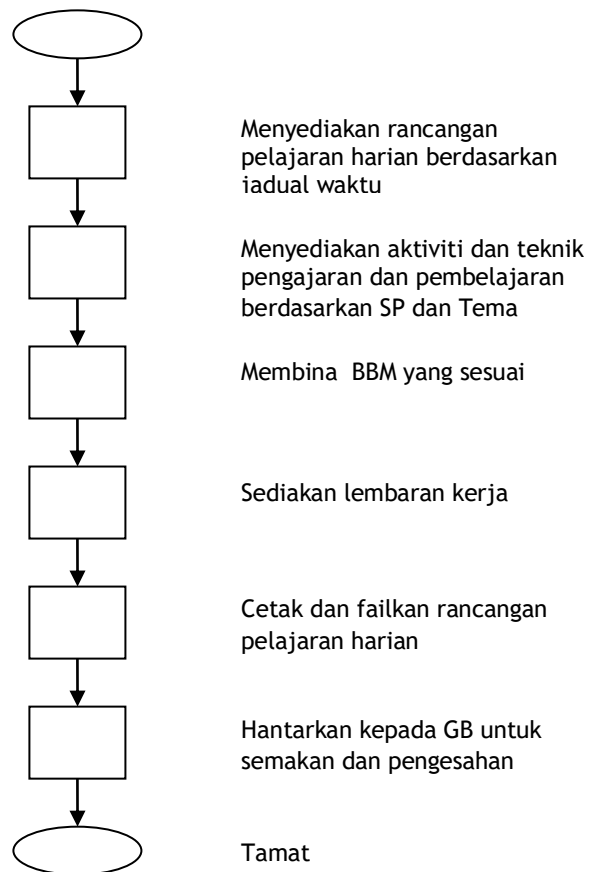 Menyediakan rancangan
pelajaran harian berdasarkan
iadual waktu
Menyediakan aktiviti dan teknik
pengajaran dan pembelajaran
berdasarkan SP dan Tema
Membina BBM yang sesuai
Sediakan lembaran kerja
Cetak dan failkan rancangan
pelajaran harian
Hantarkan kepada GB untuk
semakan dan pengesahan
Tamat